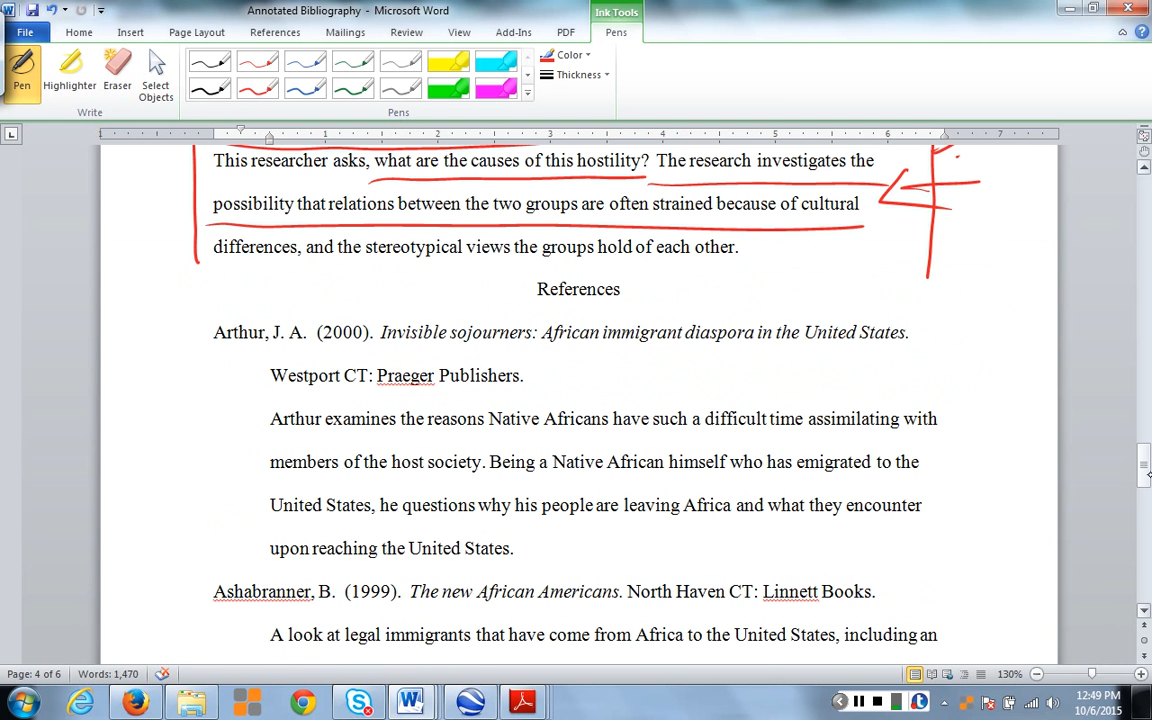 Annotated Bibliography - Microsoft Word
Ink Tools
File Home Insert Page Layout References Mailings Review View Add-Ins PDF Pens
Pen Highlighter Eraser Select Objects
Color
Thickness
Write Pens
1 1 2 3 4 5 6 7
This researcher asks, what are the causes of this hostility? The research investigates the
possibility that relations between the two groups are often strained because of cultural
differences, and the stereotypical views the groups hold of each other.
References
Arthur, J. A. (2000). Invisible sojourners: African immigrant diaspora in the United States.
Westport CT: Praeger Publishers.
Arthur examines the reasons Native Africans have such a difficult time assimilating with
members of the host society. Being a Native African himself who has emigrated to the
United States, he questions why his people are leaving Africa and what they encounter
upon reaching the United States.
Ashabranner, B. (1999). The new African Americans. North Haven CT: Linnett Books.
A look at legal immigrants that have come from Africa to the United States, including an
Page: 4 of 6 Words: 1,470 130%
12:49 PM
10/6/2015